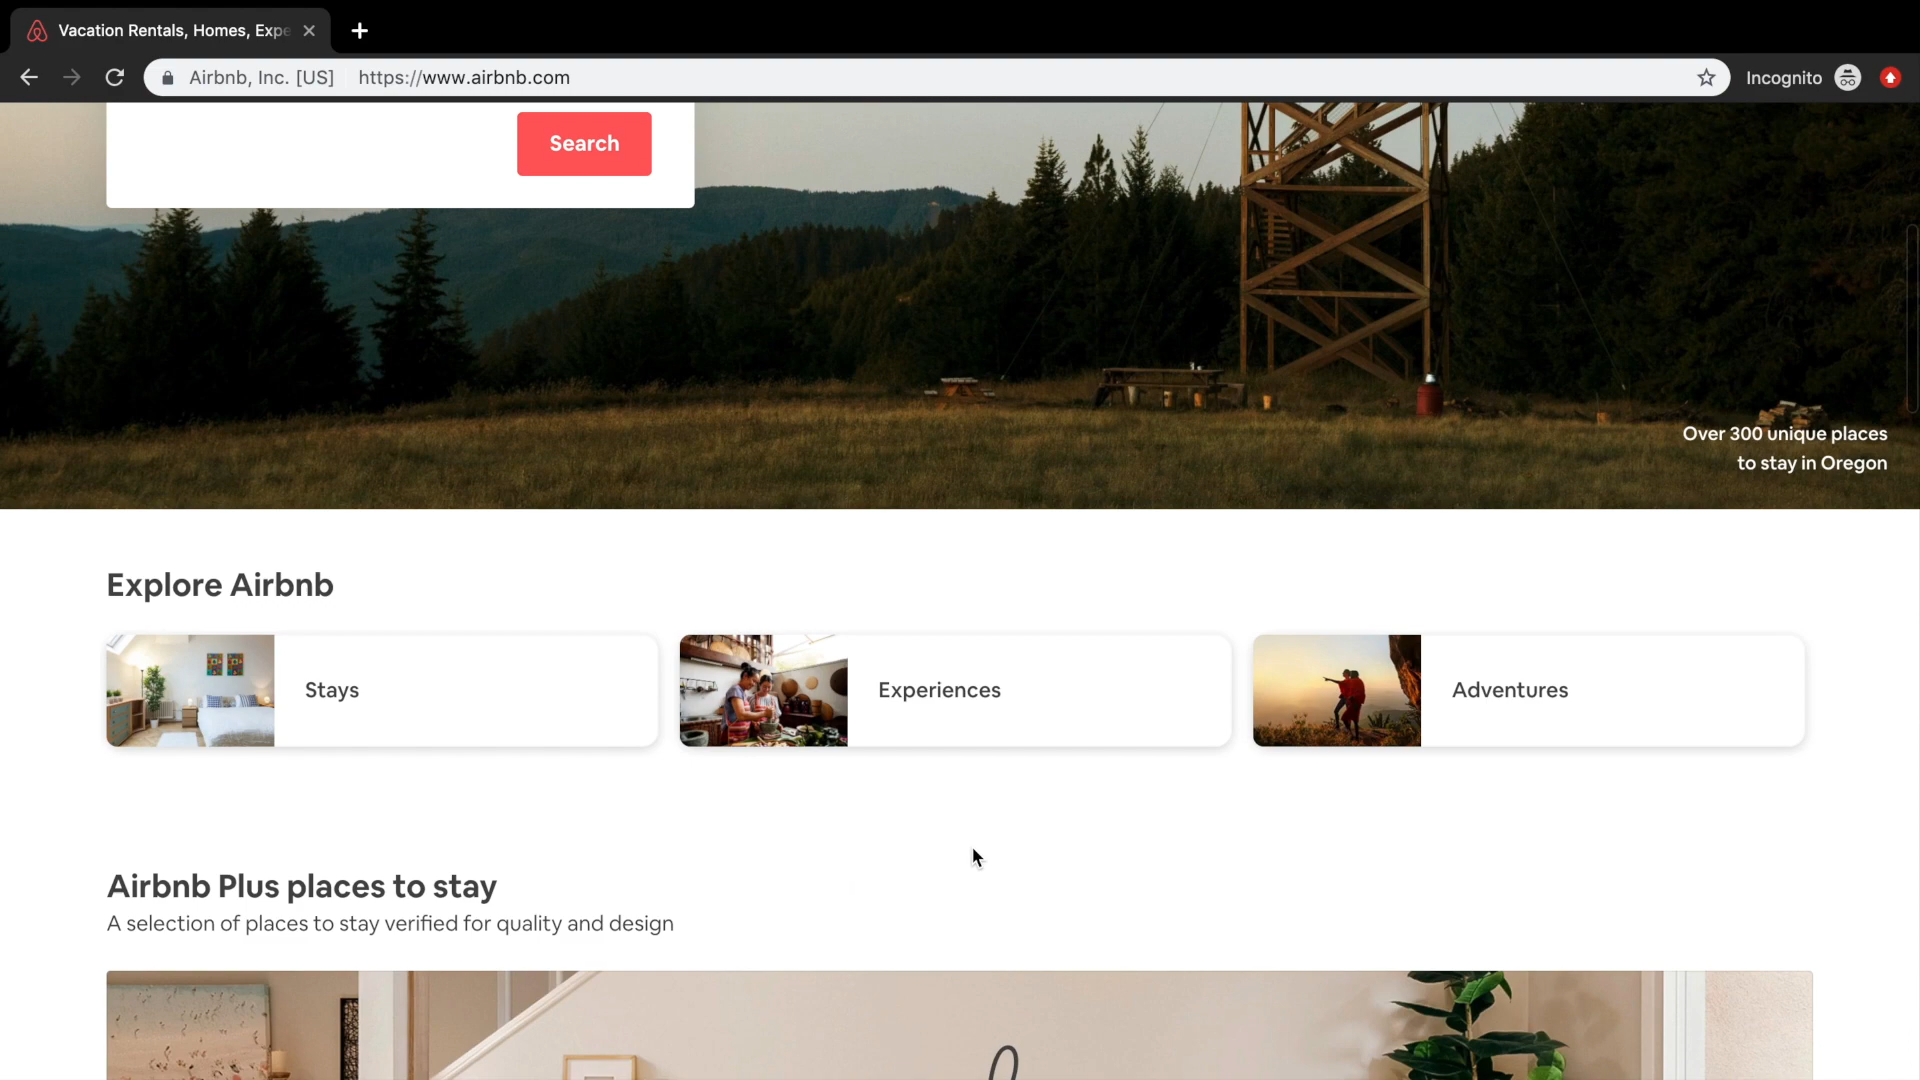 Vacation Rentals, Homes, Expe
Airbnb, Inc. [US] https://www.airbnb.com
Incognito
Search
Over 300 unique places
to stay in Oregon
Explore Airbnb
Stays
Experiences
Adventures
Airbnb Plus places to stay
A selection of places to stay verified for quality and design